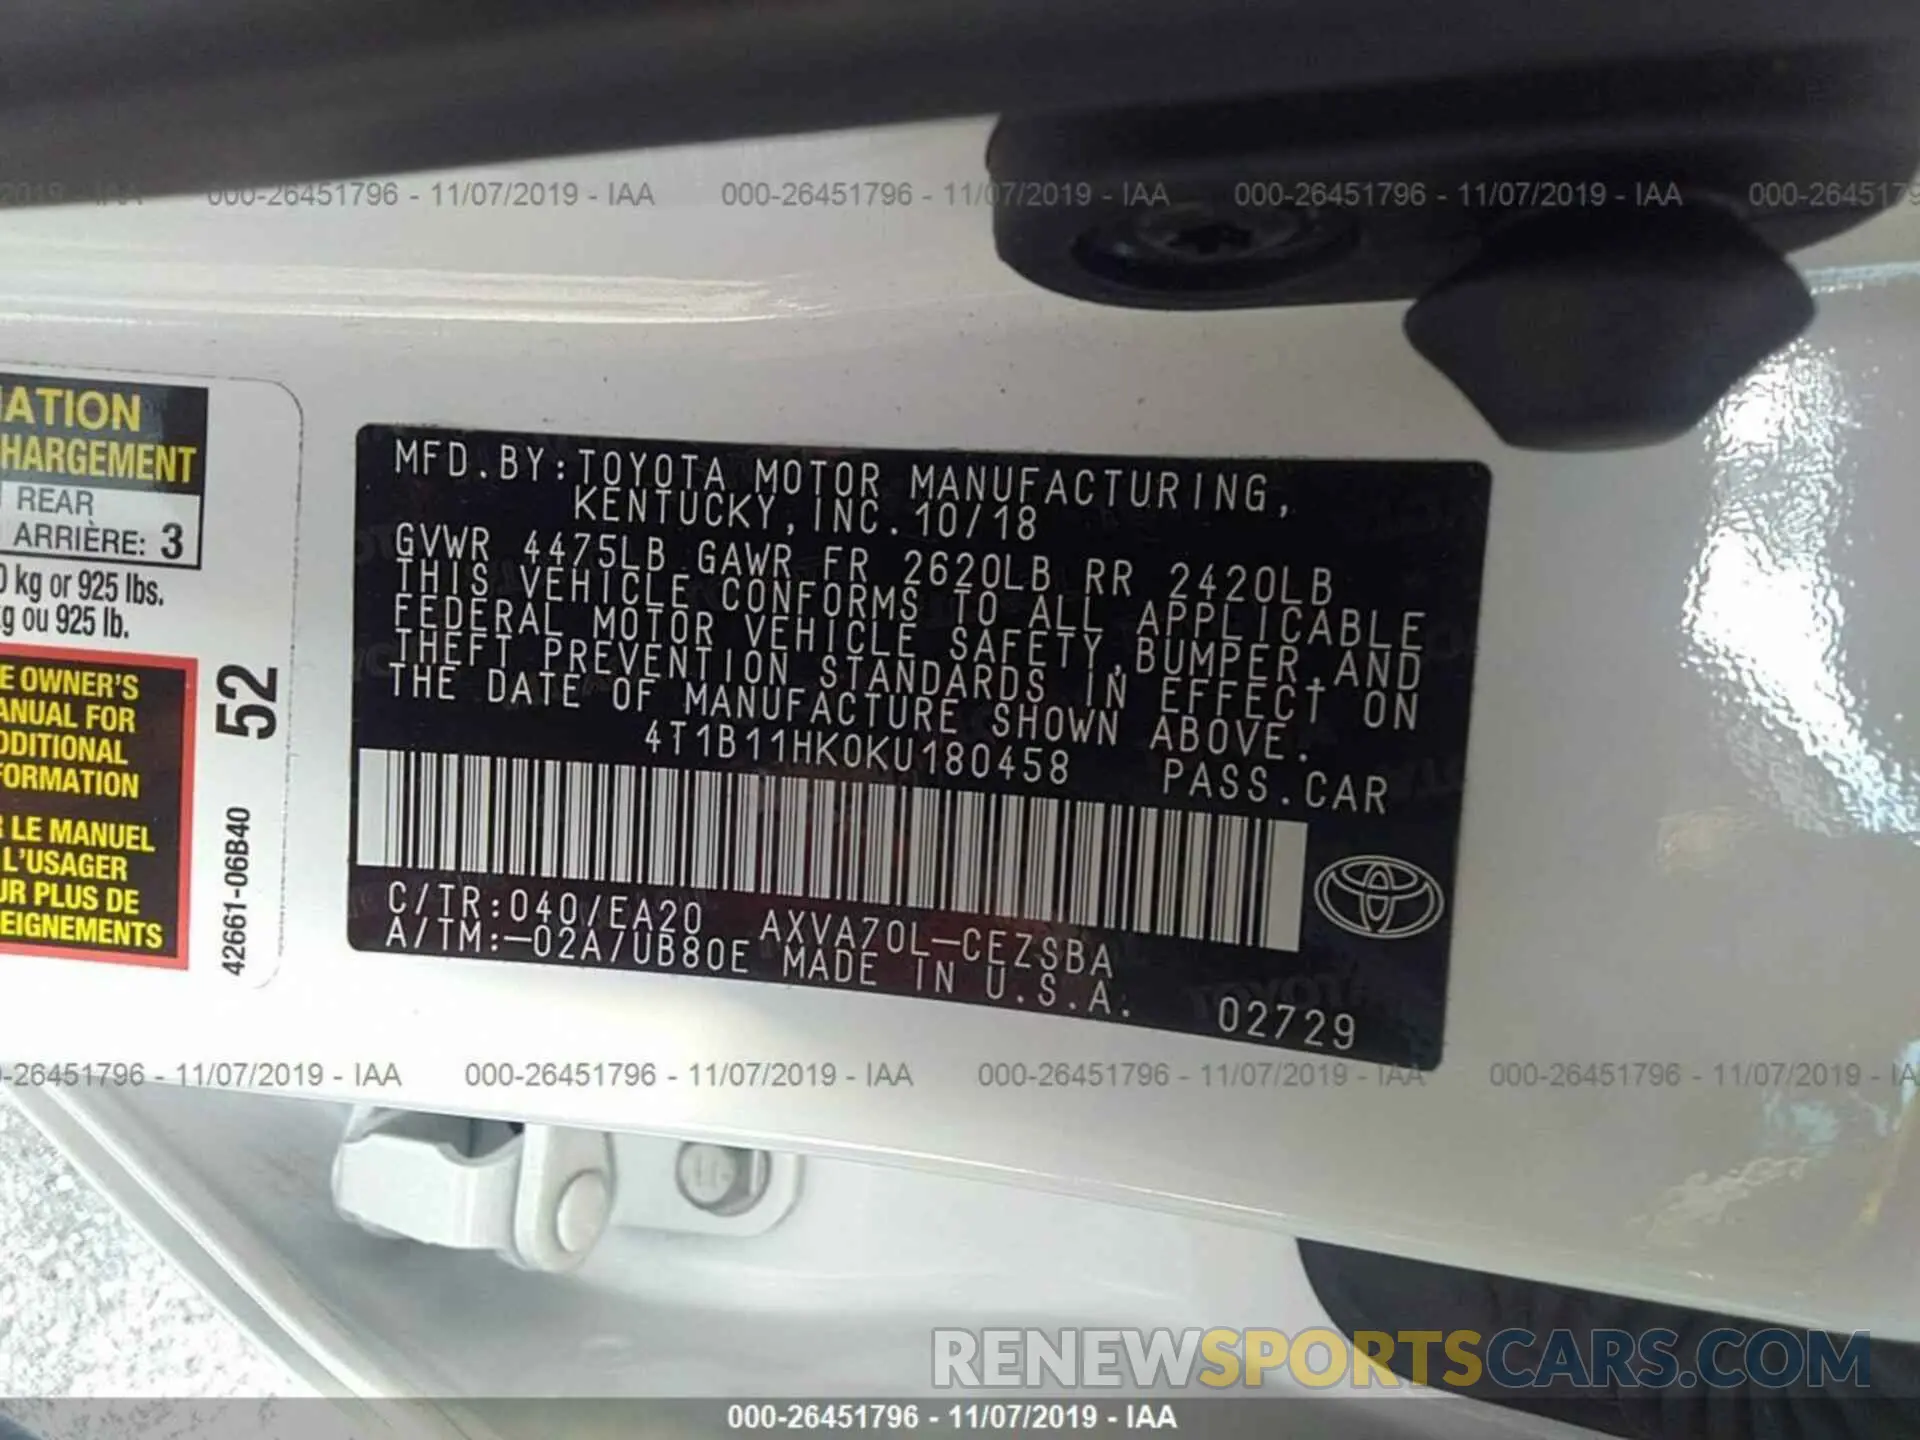 2018 - IAA 000-26451796 - 11/07/2019 - IAA 000-26451796 - 11/07/2019 - IAA 000-26451796 - 11/07/2019 - IAA 000-2645179
IATION
HARGEMENT
REAR
ARRIÈRE: 3
0 kg or 925 lbs.
g ou 925 lb.
E OWNER'S
ANUAL FOR
DDITIONAL
FORMATION
R LE MANUEL
L'USAGER
UR PLUS DE
EIGNEMENTS
52
42661-06B40
MFD.BY:TOYOTA MOTOR MANUFACTURING,
KENTUCKY,INC.10/18
GVWR 4475LB GAWR FR 2620LB RR 2420LB
THIS VEHICLE CONFORMS TO ALL APPLICABLE
FEDERAL MOTOR VEHICLE SAFETY,BUMPER,AND
THEFT PREVENTION STANDARDS IN EFFECT ON
THE DATE OF MANUFACTURE SHOWN ABOVE.
4T1B11HK0KU180458 PASS.CAR
C/TR:040/EA20 AXVA70L-CEZSBA
A/TM:-02A/UB80E MADE IN U.S.A.
02729
-26451796 - 11/07/2019 - IAA 000-26451796 - 11/07/2019 - IAA 000-26451796 - 11/07/2019 - IAA 000-26451796 - 11/07/2019 - IA
RENEWSPORTSCARS.COM
000-26451796 - 11/07/2019 - IAA